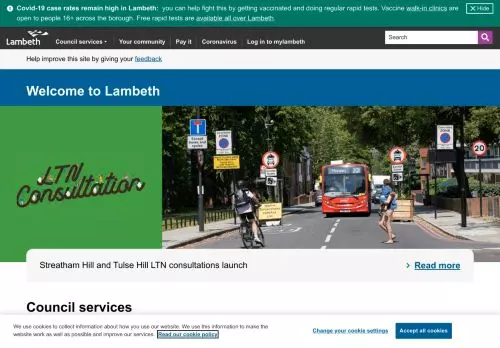 Covid-19 case rates remain high in Lambeth: you can help fight this by getting vaccinated and doing regular rapid tests. Vaccine walk-in clinics are
open to people 16+ across the borough. Free rapid tests are available all over Lambeth.
Hide
Lambeth
Council services
Your community
Pay it
Coronavirus
Log in to mylambeth
Search
Help improve this site by giving your feedback
Welcome to Lambeth
LTN
Consultation
ZONE
20
Streatham Hill and Tulse Hill LTN consultations launch
Read more
Council services
We use cookies to collect information about how you use our website. We use this information to make the
website work as well as possible and improve our services. Read our cookie policy
Change your cookie settings
Accept all cookies